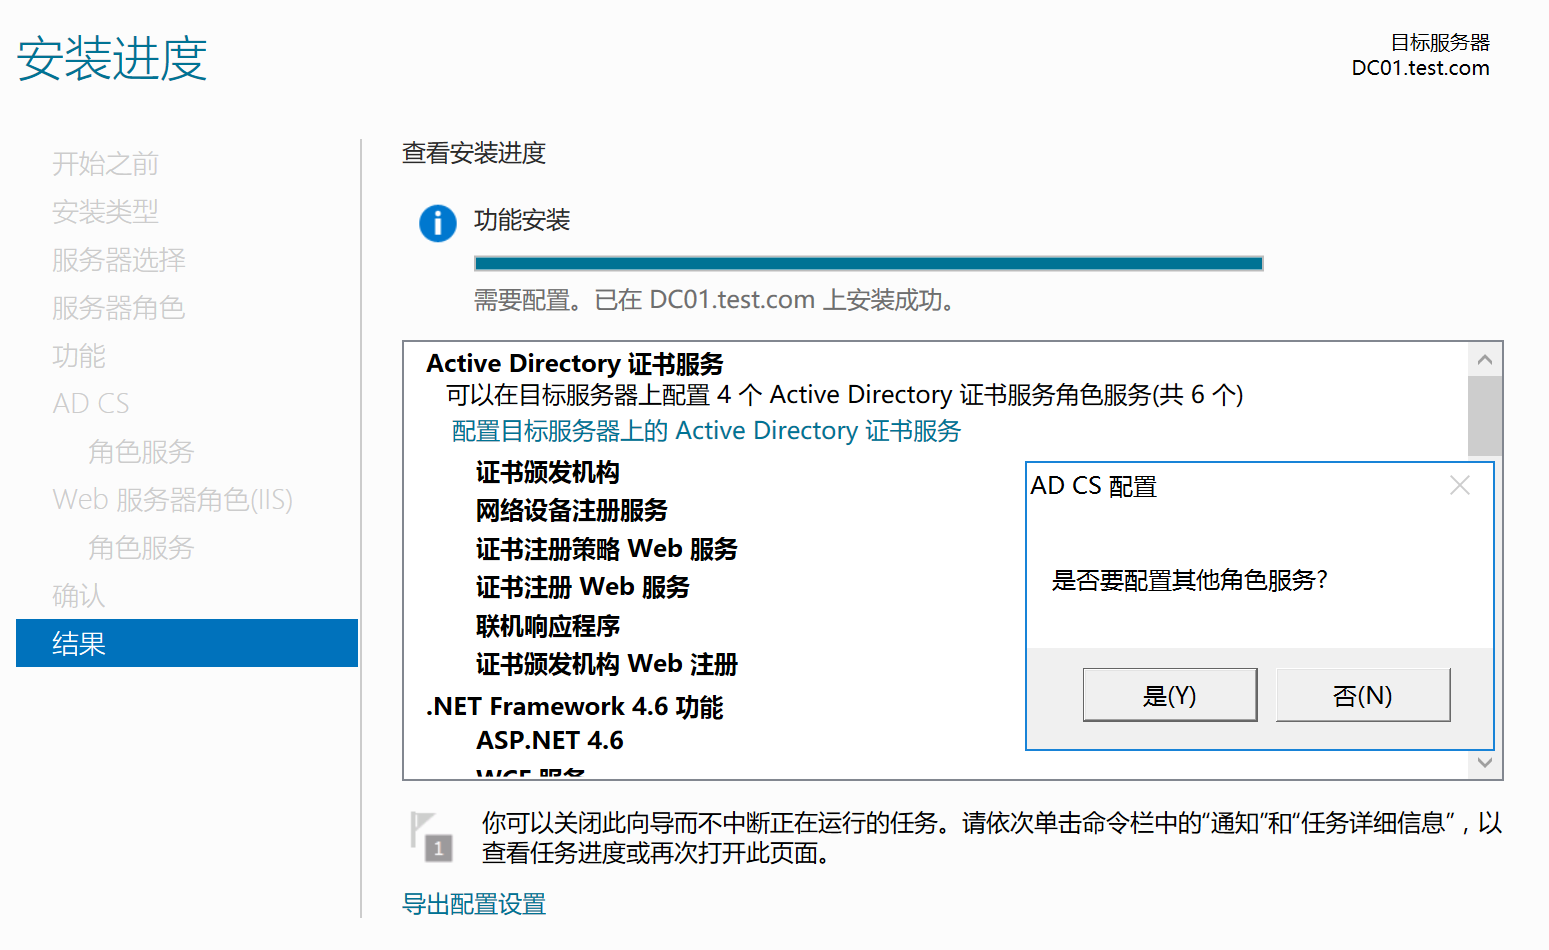 安装进度
目标服务器
DC01.test.com
开始之前
安装类型
服务器选择
服务器角色
功能
AD CS
角色服务
Web 服务器角色(IIS)
角色服务
确认
结果
查看安装进度
功能安装
需要配置。已在 DC01.test.com 上安装成功。
Active Directory 证书服务
可以在目标服务器上配置 4 个 Active Directory 证书服务角色服务(共 6 个)
配置目标服务器上的 Active Directory 证书服务
证书颁发机构
网络设备注册服务
证书注册策略 Web 服务
证书注册 Web 服务
联机响应程序
证书颁发机构 Web 注册
.NET Framework 4.6 功能
ASP.NET 4.6
WCF 服务
AD CS 配置
是否要配置其他角色服务?
是(Y)
否(N)
1
你可以关闭此向导而不中断正在运行的任务。请依次单击命令栏中的“通知”和“任务详细信息”，以
查看任务进度或再次打开此页面。
导出配置设置